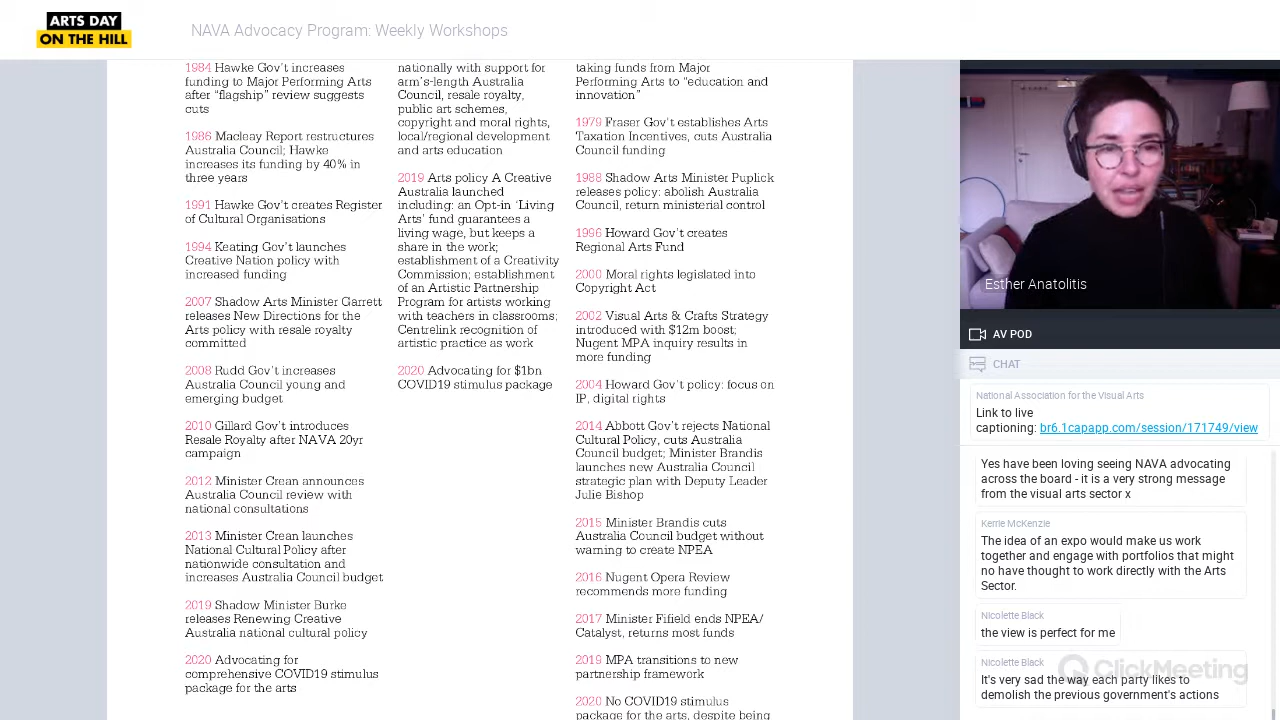 ARTS DAY
ON THE HILL
NAVA Advocacy Program: Weekly Workshops
1984 Hawke Gov't increases
funding to Major Performing Arts
after "flagship" review suggests
cuts
1986 Macleay Report restructures
Australia Council; Hawke
increases its funding by 40% in
three years
1991 Hawke Gov't creates Register
of Cultural Organisations
1994 Keating Gov't launches
Creative Nation policy with
increased funding
2007 Shadow Arts Minister Garrett
releases New Directions for the
Arts policy with resale royalty
committed
2008 Rudd Gov't increases
Australia Council young and
emerging budget
2010 Gillard Gov't introduces
Resale Royalty after NAVA 20yr
campaign
2012 Minister Crean announces
Australia Council review with
national consultations
2013 Minister Crean launches
National Cultural Policy after
nationwide consultation and
increases Australia Council budget
2019 Shadow Minister Burke
releases Renewing Creative
Australia national cultural policy
2020 Advocating for
comprehensive COVID19 stimulus
package for the arts
nationally with support for
arm's-length Australia
Council, resale royalty,
public art schemes,
copyright and moral rights,
local/regional development
and arts education
2019 Arts policy A Creative
Australia launched
including: an Opt-in 'Living
Arts' fund guarantees a
living wage, but keeps a
share in the work;
establishment of a Creativity
Commission; establishment
of an Artistic Partnership
Program for artists working
with teachers in classrooms;
Centrelink recognition of
artistic practice as work
2020 Advocating for $1bn
COVID19 stimulus package
taking funds from Major
Performing Arts to "education and
innovation"
1979 Fraser Gov't establishes Arts
Taxation Incentives, cuts Australia
Council funding
1988 Shadow Arts Minister Puplick
releases policy: abolish Australia
Council, return ministerial control
1996 Howard Gov't creates
Regional Arts Fund
2000 Moral rights legislated into
Copyright Act
2002 Visual Arts & Crafts Strategy
introduced with $12m boost;
Nugent MPA inquiry results in
more funding
2004 Howard Gov't policy: focus on
IP, digital rights
2014 Abbott Gov't rejects National
Cultural Policy, cuts Australia
Council budget; Minister Brandis
launches new Australia Council
strategic plan with Deputy Leader
Julie Bishop
2015 Minister Brandis cuts
Australia Council budget without
warning to create NPEA
2016 Nugent Opera Review
recommends more funding
2017 Minister Fifield ends NPEA/
Catalyst, returns most funds
2019 MPA transitions to new
partnership framework
2020 No COVID19 stimulus
package for the arts, despite being
Esther Anatolitis
AV POD
CHAT
National Association for the Visual Arts
Link to live
captioning: br6.1capapp.com/session/171749/view
Yes have been loving seeing NAVA advocating
across the board - it is a very strong message
from the visual arts sector x
Kerrie McKenzie
The idea of an expo would make us work
together and engage with portfolios that might
no have thought to work directly with the Arts
Sector.
Nicolette Black
the view is perfect for me
Nicolette Black
It's very sad the way each party likes to
demolish the previous government's actions
ClickMeeting